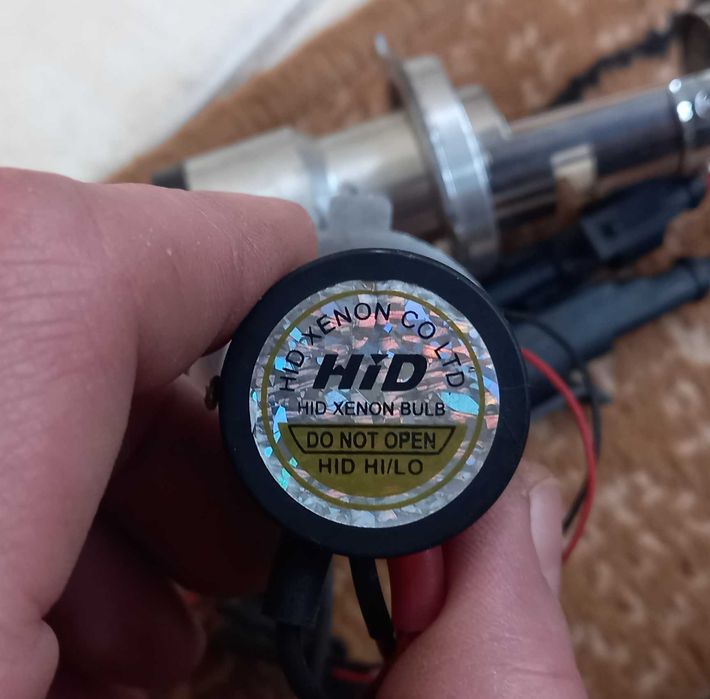 HID XENON CO LTD
HiD
HID XENON BULB
DO NOT OPEN
HID HI/LO